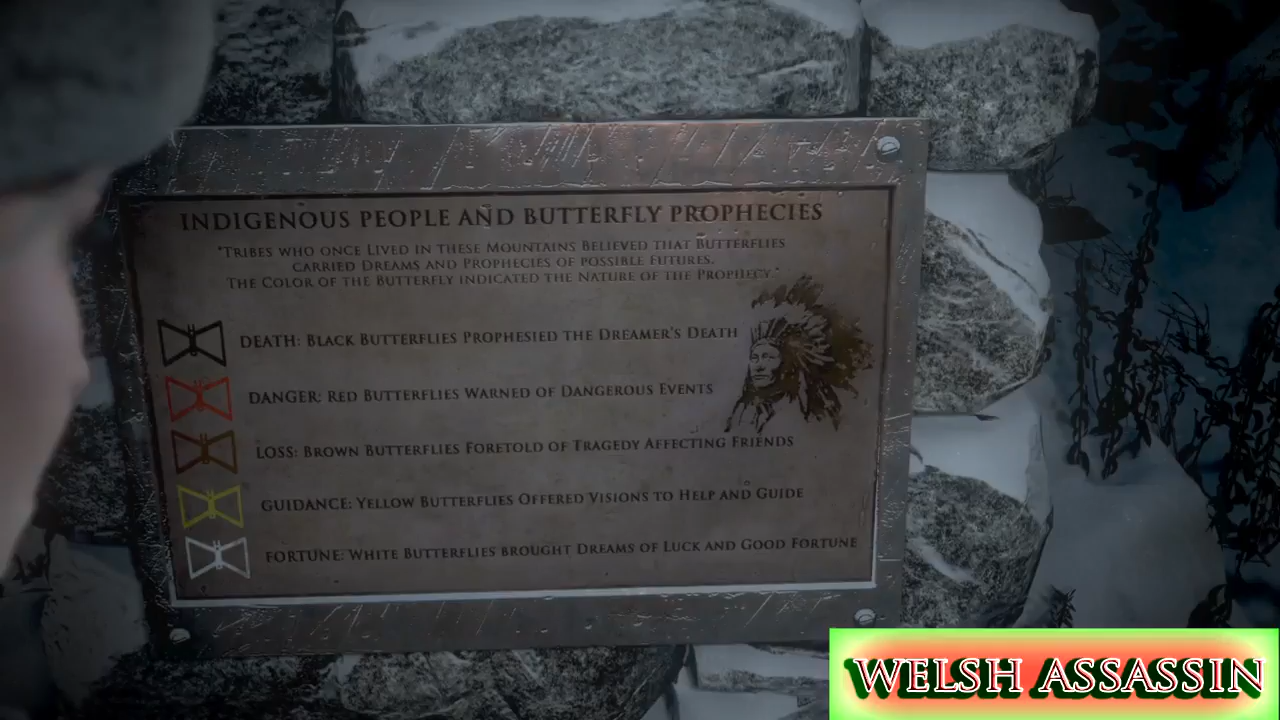 INDIGENOUS PEOPLE AND BUTTERFLY PROPHECIES
"TRIBES WHO ONCE LIVED IN THESE MOUNTAINS BELIEVED THAT BUTTERFLIES
CARRIED DREAMS AND PROPHECIES OF POSSIBLE FUTURES.
THE COLOR OF THE BUTTERFLY INDICATED THE NATURE OF THE PROPHECY."
DEATH: BLACK BUTTERFLIES PROPHESIED THE DREAMER'S DEATH
DANGER: RED BUTTERFLIES WARNED OF DANGEROUS EVENTS
LOSS: BROWN BUTTERFLIES FORETOLD OF TRAGEDY AFFECTING FRIENDS
GUIDANCE: YELLOW BUTTERFLIES OFFERED VISIONS TO HELP AND GUIDE
FORTUNE: WHITE BUTTERFLIES BROUGHT DREAMS OF LUCK AND GOOD FORTUNE
WELSH ASSASSIN